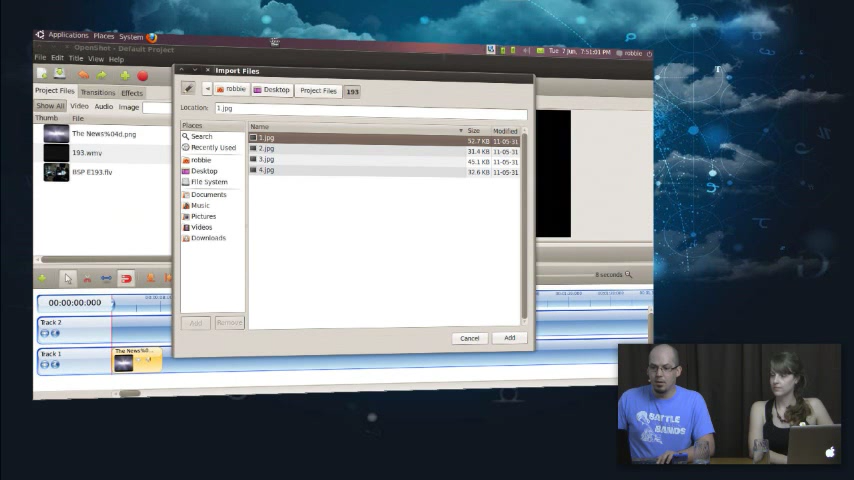 Applications Places System
Tue 7 Jun, 7:51:01 PM robbie
OpenShot - Default Project
File Edit Title View Help
Import Files
robbie Desktop Project Files 193
Project Files Transitions Effects
Show All Video Audio Image
Location: 1.jpg
Thumb File
Places
Name Size Modified
The News%04d.png
Search
1.jpg 52.7 KB 11-05-31
Recently Used
2.jpg 31.4 KB 11-05-31
193.wmv
robbie
3.jpg 45.1 KB 11-05-31
BSP E193.flv
Desktop
4.jpg 32.6 KB 11-05-31
File System
Documents
Music
Pictures
Videos
Downloads
8 seconds
00:00:00:000
Add Remove
Cancel Add
Track 2
Track 1
The News%0...
BATTLE
BANDS